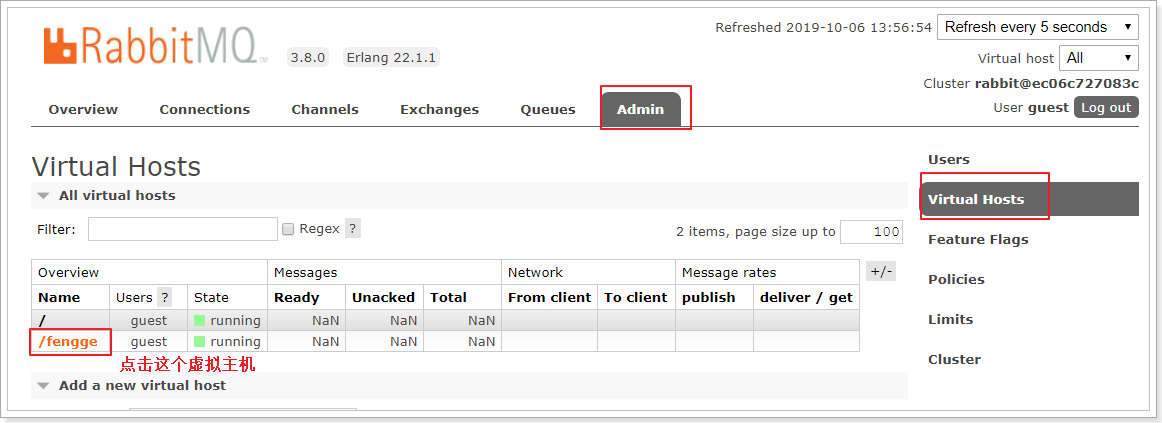 Refreshed 2019-10-06 13:56:54 Refresh every 5 seconds
RabbitMQ TM 3.8.0 Erlang 22.1.1
Virtual host All
Cluster rabbit@ec06c727083c
User guest Log out
Overview Connections Channels Exchanges Queues Admin
Virtual Hosts
All virtual hosts
Filter: Regex ? 2 items, page size up to 100
Overview Messages Network Message rates +/-
Name Users ? State Ready Unacked Total From client To client publish deliver / get
/ guest running NaN NaN NaN
/fengge guest running NaN NaN NaN
点击这个虚拟主机
Add a new virtual host
Users
Virtual Hosts
Feature Flags
Policies
Limits
Cluster